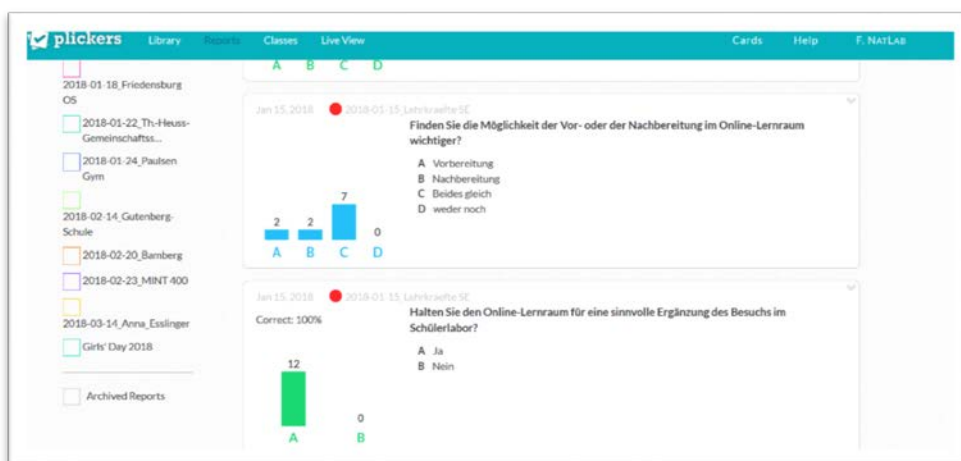 plickers Library Reports Classes Live View Cards Help F. NATLAB
2018-01-18_Friedensburg
OS
2018-01-22_Th.-Heuss-
Gemeinschaftss...
2018-01-24_Paulsen
Gym
2018-02-14_Gutenberg-
Schule
2018-02-20_Bamberg
2018-02-23_MINT 400
2018-03-14_Anna_Esslinger
Girls' Day 2018
Archived Reports
A B C D
Jan 15, 2018 2018-01-15_Lehrkraefte SE
Finden Sie die Möglichkeit der Vor- oder der Nachbereitung im Online-Lernraum
wichtiger?
A Vorbereitung
B Nachbereitung
C Beides gleich
D weder noch
2 2 7 0
A B C D
Jan 15, 2018 2018-01-15_Lehrkraefte SE
Correct: 100%
Halten Sie den Online-Lernraum für eine sinnvolle Ergänzung des Besuchs im
Schülerlabor?
A Ja
B Nein
12 0
A B